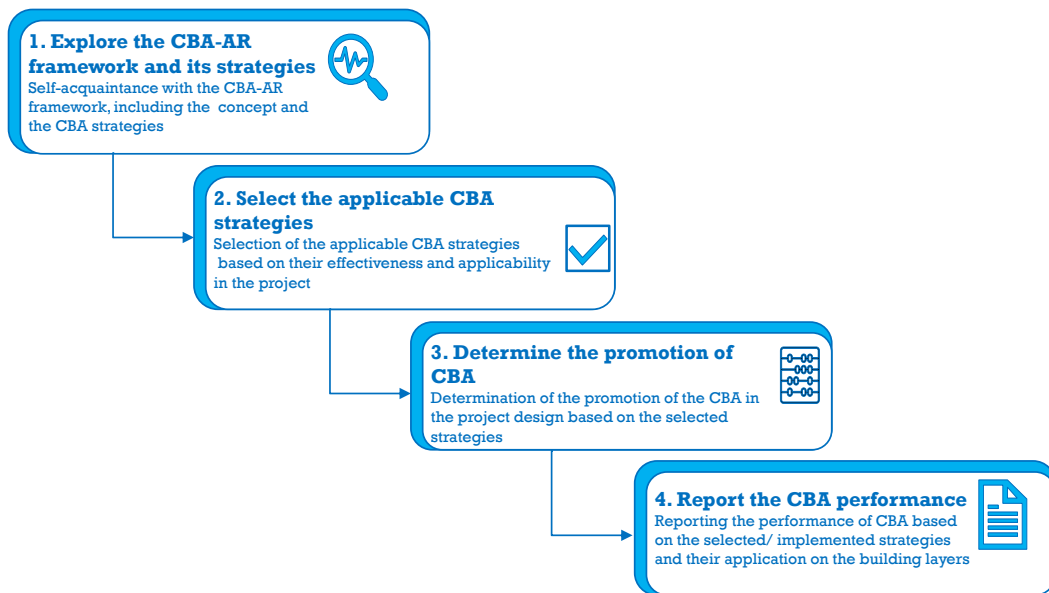 1. Explore the CBA-AR
framework and its strategies
Self-acquaintance with the CBA-AR
framework, including the concept and
the CBA strategies
2. Select the applicable CBA
strategies
Selection of the applicable CBA strategies
based on their effectiveness and applicability
in the project
3. Determine the promotion of
CBA
Determination of the promotion of the CBA in
the project design based on the selected
strategies
4. Report the CBA performance
Reporting the performance of CBA based
on the selected/ implemented strategies
and their application on the building layers